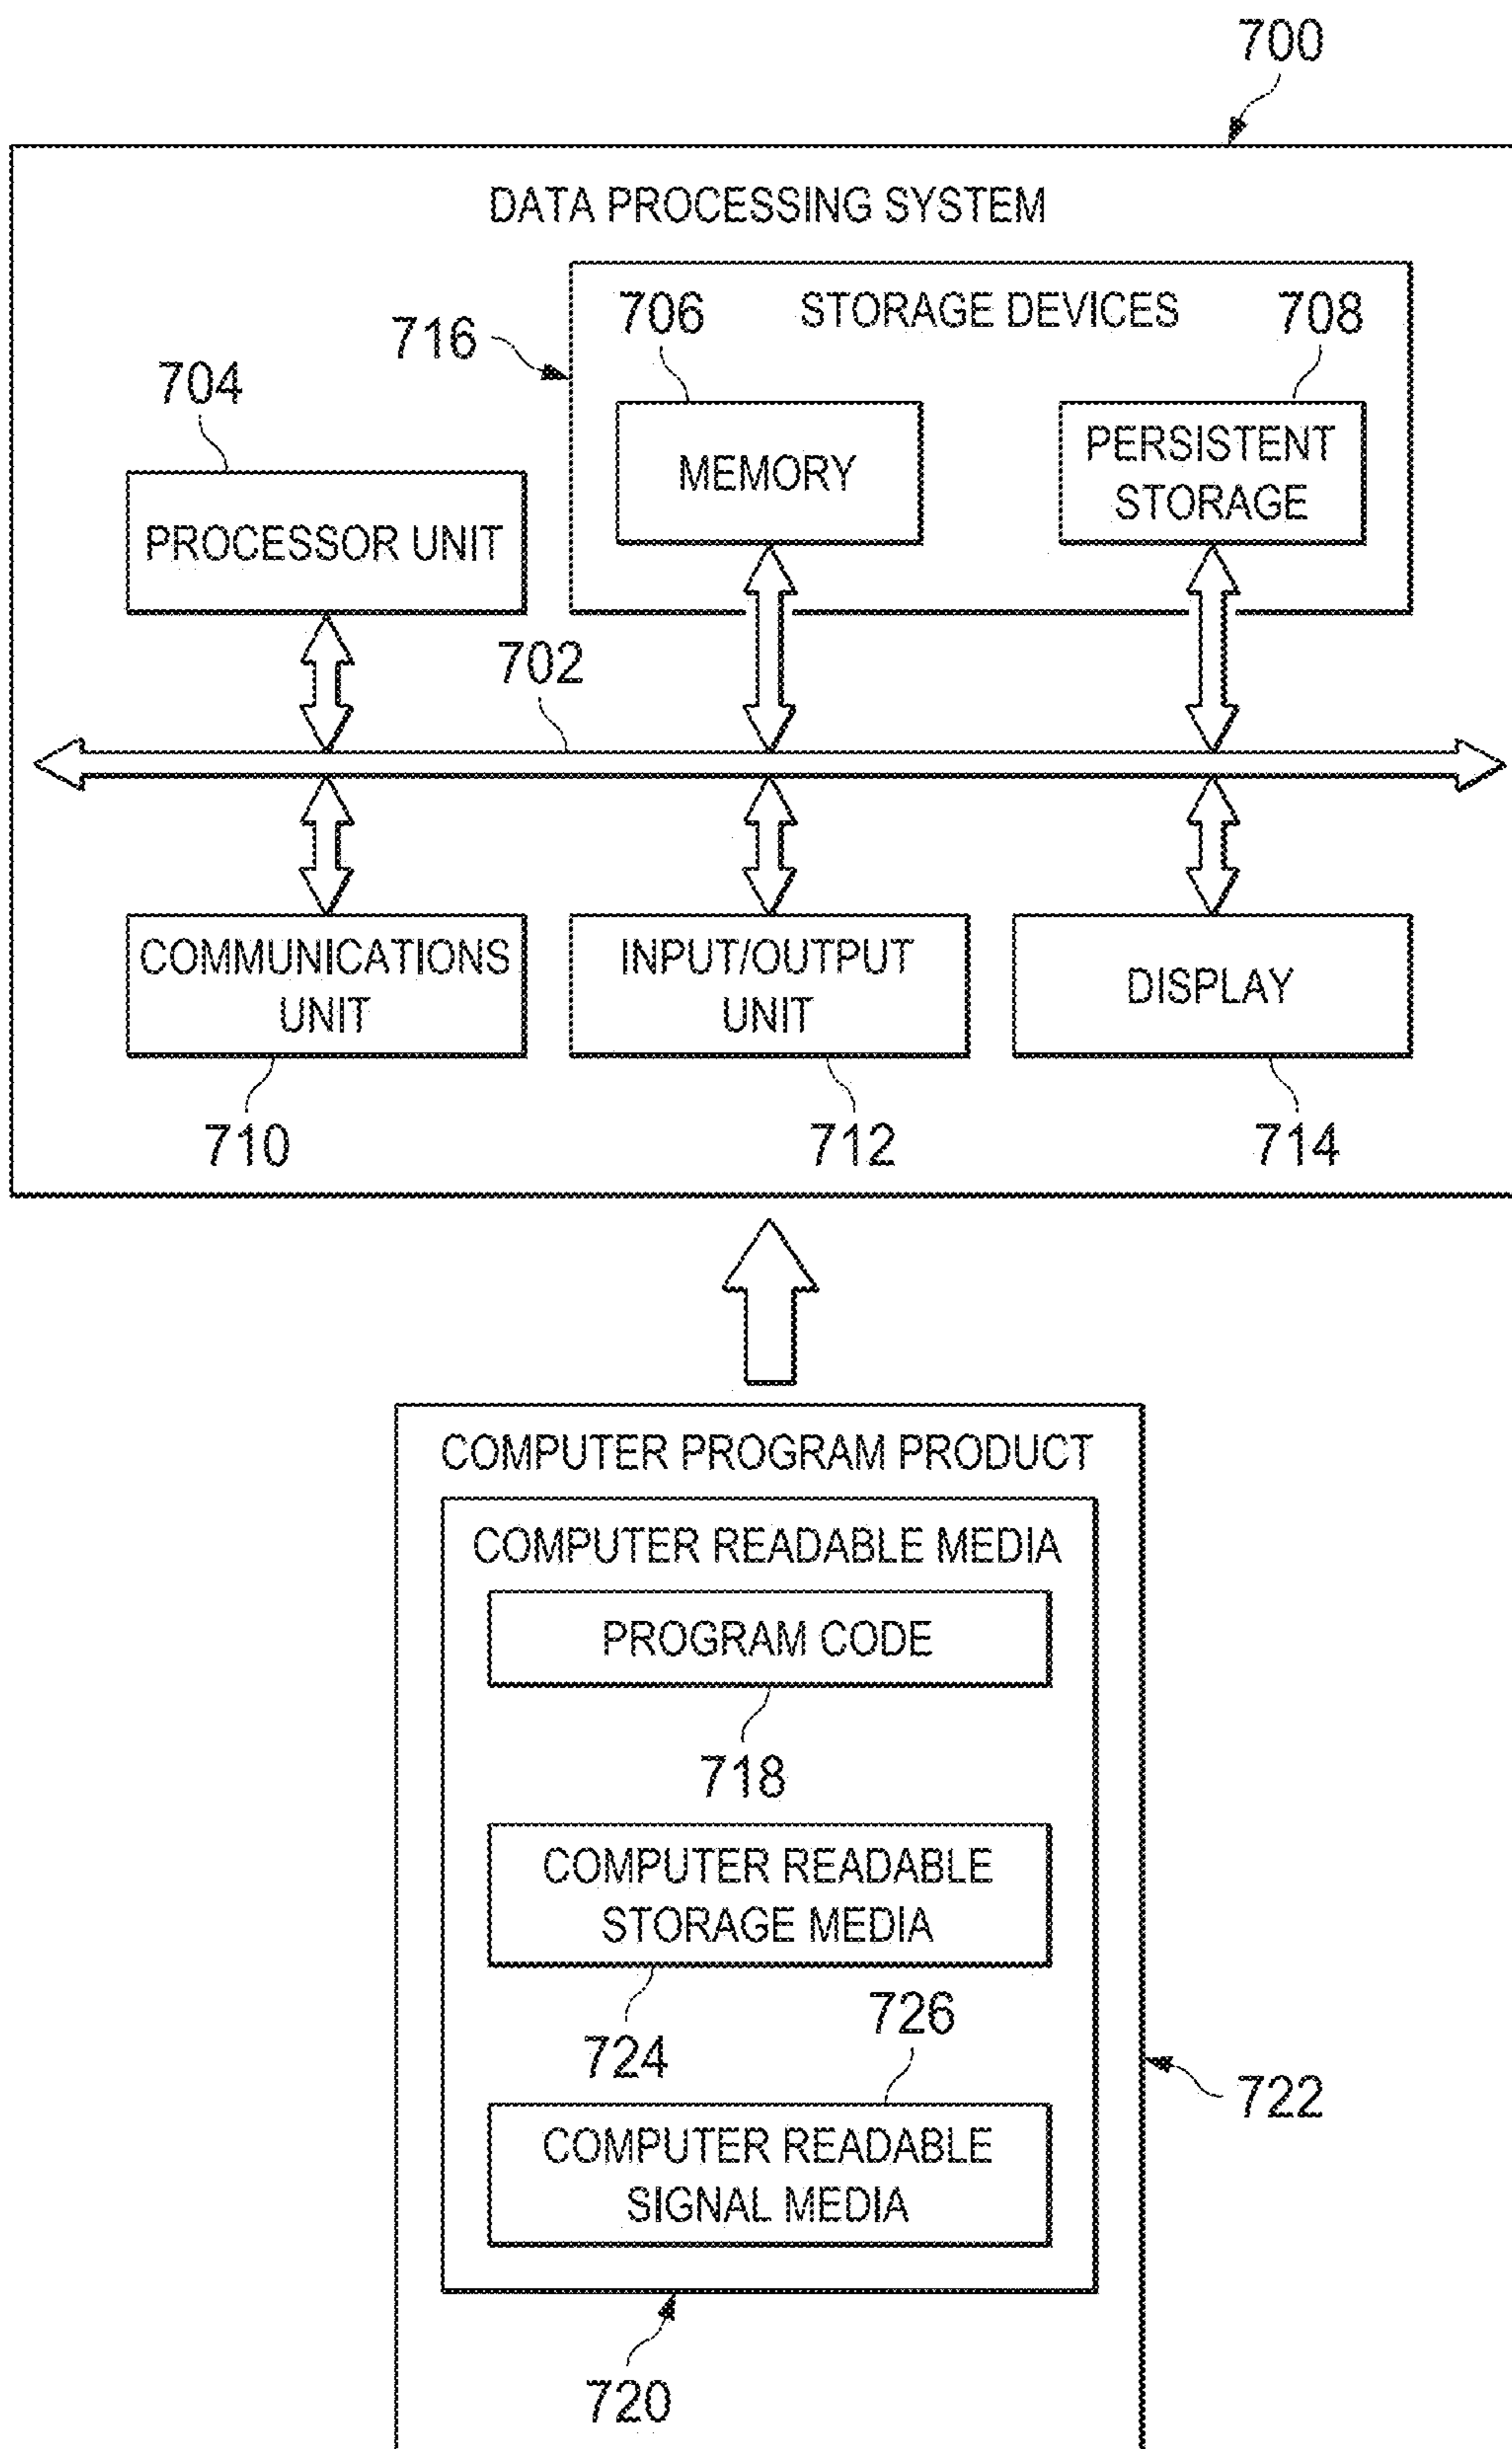 700
DATA PROCESSING SYSTEM
706
STORAGE DEVICES
708
716
704
MEMORY
PERSISTENT
STORAGE
PROCESSOR UNIT
702
COMMUNICATIONS
UNIT
INPUT/OUTPUT
UNIT
DISPLAY
710
712
714
COMPUTER PROGRAM PRODUCT
COMPUTER READABLE MEDIA
PROGRAM CODE
718
COMPUTER READABLE
STORAGE MEDIA
724
726
722
COMPUTER READABLE
SIGNAL MEDIA
720